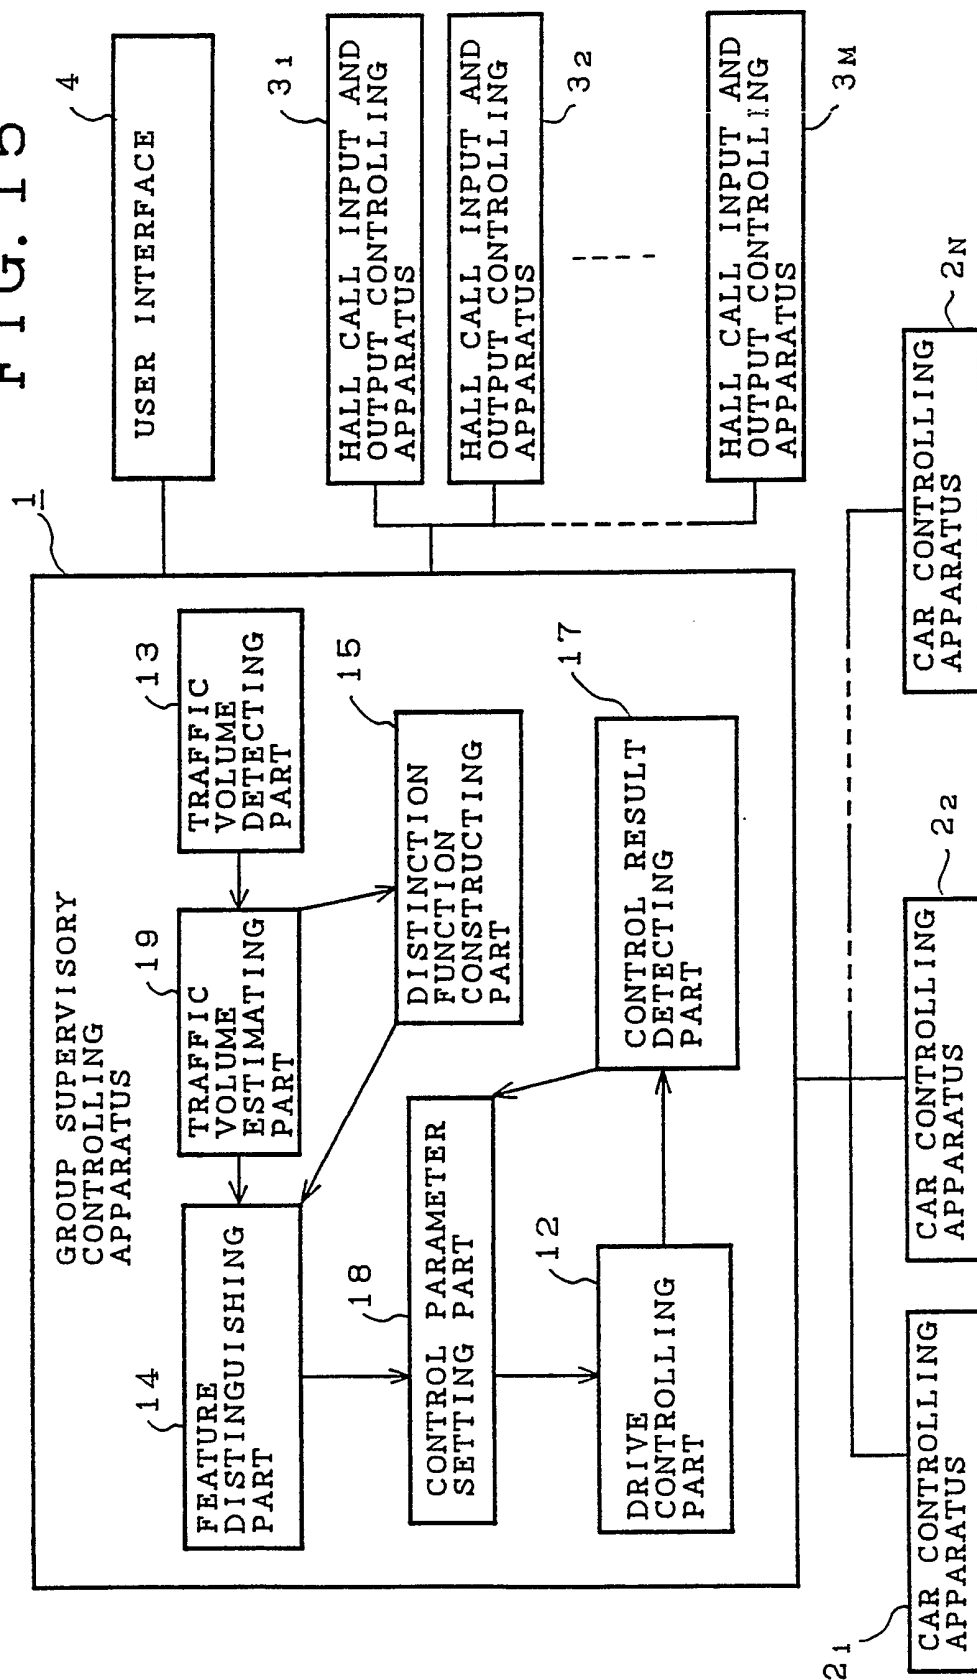 FIG. 15
GROUP SUPERVISORY
CONTROLLING
APPARATUS
1
14
FEATURE
DISTINGUISHING
PART
19
TRAFFIC
VOLUME
ESTIMATING
PART
13
TRAFFIC
VOLUME
DETECTING
PART
15
DISTINCTION
FUNCTION
CONSTRUCTING
PART
18
CONTROL PARAMETER
SETTING PART
12
DRIVE
CONTROLLING
PART
17
CONTROL RESULT
DETECTING
PART
4
USER INTERFACE
31
HALL CALL INPUT AND
OUTPUT CONTROLLING
APPARATUS
32
HALL CALL INPUT AND
OUTPUT CONTROLLING
APPARATUS
3M
HALL CALL INPUT AND
OUTPUT CONTROLLING
APPARATUS
21
CAR CONTROLLING
APPARATUS
22
CAR CONTROLLING
APPARATUS
2N
CAR CONTROLLING
APPARATUS